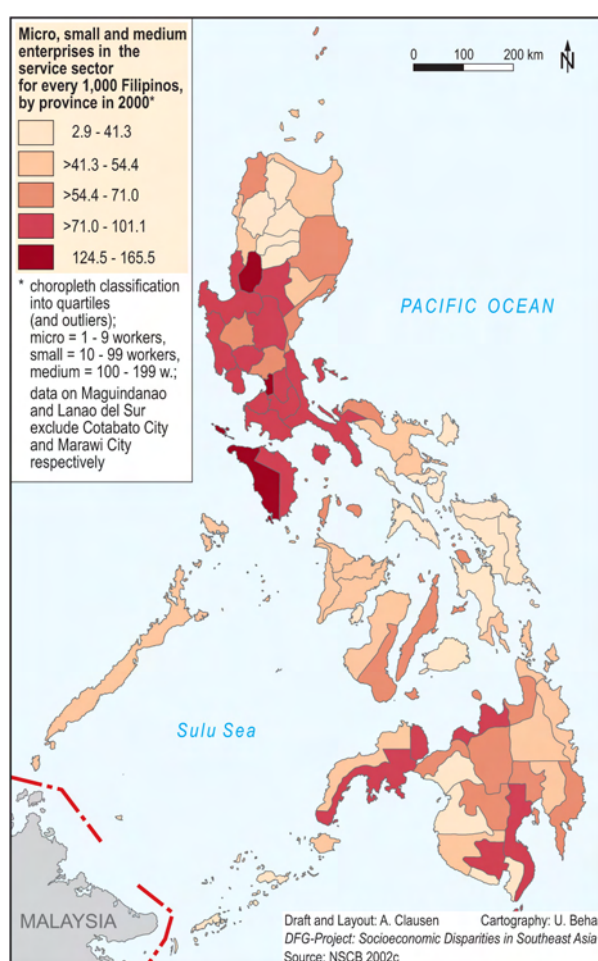 Micro, small and medium
enterprises in the
service sector
for every 1,000 Filipinos,
by province in 2000*
2.9 - 41.3
>41.3 - 54.4
>54.4 - 71.0
>71.0 - 101.1
124.5 - 165.5
* choropleth classification
into quartiles
(and outliers);
micro = 1 - 9 workers,
small = 10 - 99 workers,
medium = 100 - 199 w.;
data on Maguindanao
and Lanao del Sur
exclude Cotabato City
and Marawi City
respectively
0 100 200 km
N
PACIFIC OCEAN
Sulu Sea
MALAYSIA
Draft and Layout: A. Clausen Cartography: U. Beha
DFG-Project: Socioeconomic Disparities in Southeast Asia
Source: NSCB 2002c